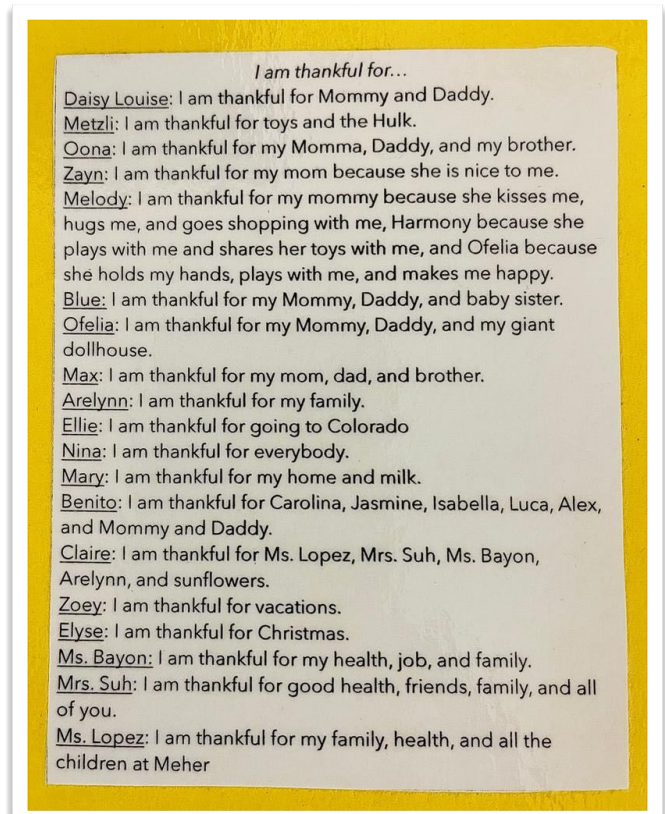 I am thankful for...
Daisy Louise: I am thankful for Mommy and Daddy.
Metzli: I am thankful for toys and the Hulk.
Oona: I am thankful for my Momma, Daddy, and my brother.
Zayn: I am thankful for my mom because she is nice to me.
Melody: I am thankful for my mommy because she kisses me,
hugs me, and goes shopping with me, Harmony because she
plays with me and shares her toys with me, and Ofelia because
she holds my hands, plays with me, and makes me happy.
Blue: I am thankful for my Mommy, Daddy, and baby sister.
Ofelia: I am thankful for my Mommy, Daddy, and my giant
dollhouse.
Max: I am thankful for my mom, dad, and brother.
Arelynn: I am thankful for my family.
Ellie: I am thankful for going to Colorado
Nina: I am thankful for everybody.
Mary: I am thankful for my home and milk.
Benito: I am thankful for Carolina, Jasmine, Isabella, Luca, Alex,
and Mommy and Daddy.
Claire: I am thankful for Ms. Lopez, Mrs. Suh, Ms. Bayon,
Arelynn, and sunflowers.
Zoey: I am thankful for vacations.
Elyse: I am thankful for Christmas.
Ms. Bayon: I am thankful for my health, job, and family.
Mrs. Suh: I am thankful for good health, friends, family, and all
of you.
Ms. Lopez: I am thankful for my family, health, and all the
children at Meher